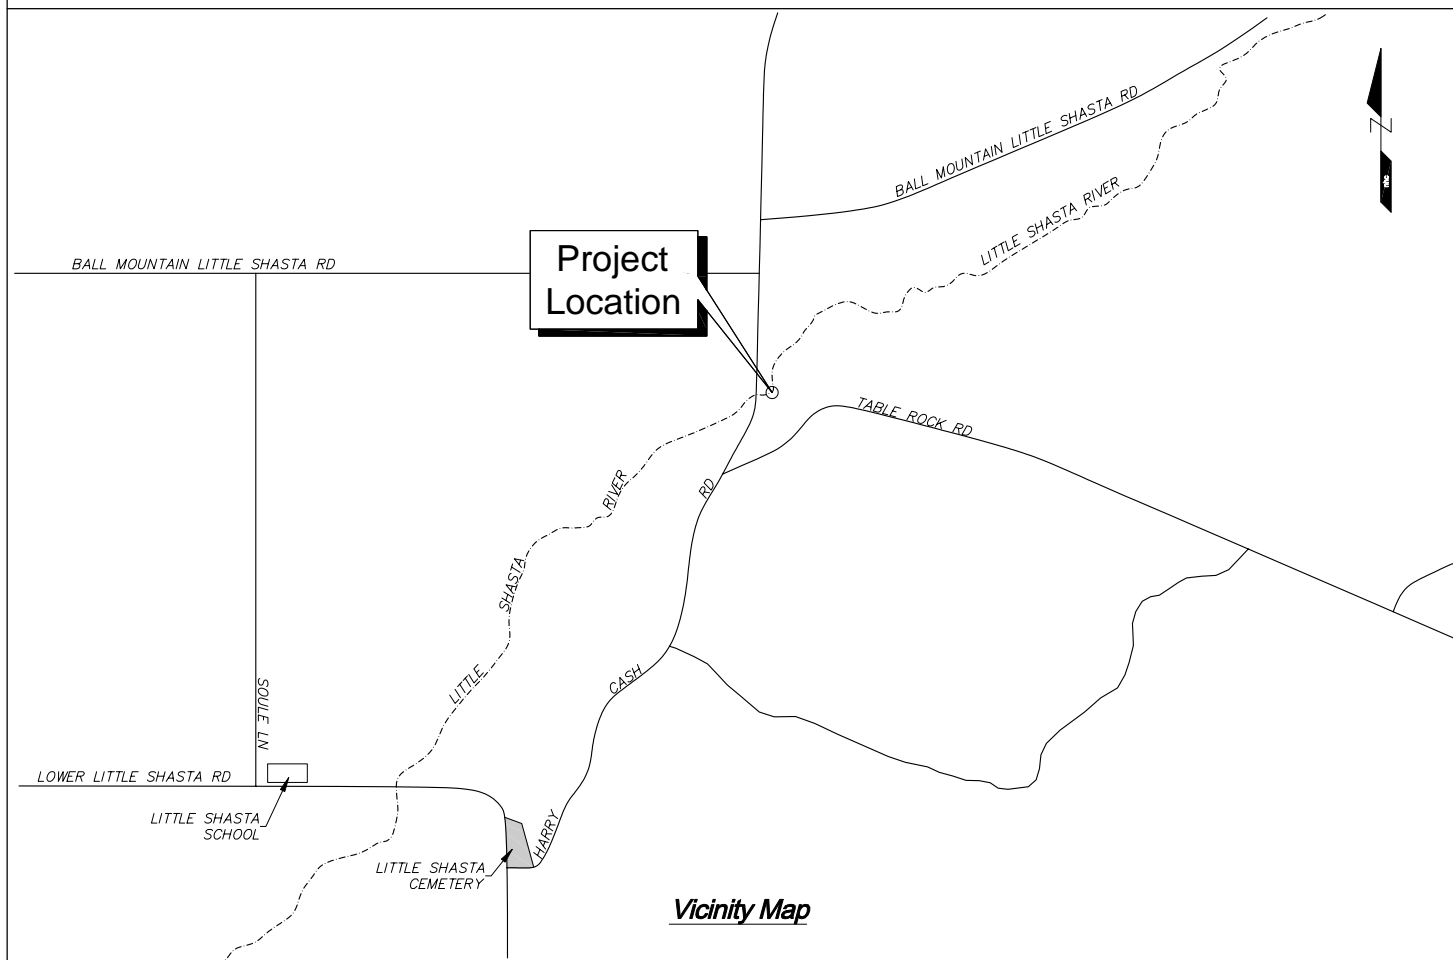 BALL MOUNTAIN LITTLE SHASTA RD
LITTLE SHASTA RIVER
N
nhc
BALL MOUNTAIN LITTLE SHASTA RD
Project
Location
TABLE ROCK RD
LITTLE SHASTA RIVER
HARRY CASH RD
SOULE LN
LOWER LITTLE SHASTA RD
LITTLE SHASTA
SCHOOL
LITTLE SHASTA
CEMETERY
Vicinity Map